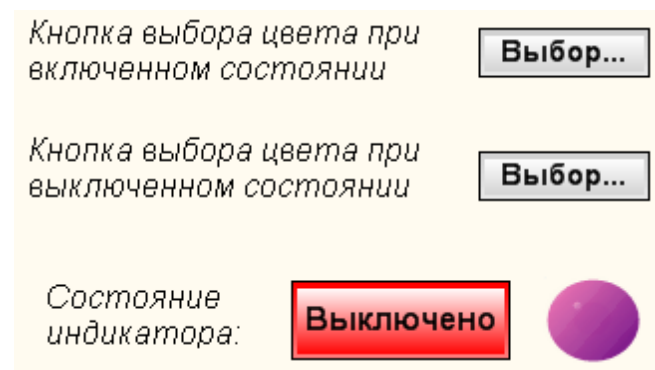 Кнопка выбора цвета при
включенном состоянии
Выбор...
Кнопка выбора цвета при
выключенном состоянии
Выбор...
Состояние
индикатора:
Выключено